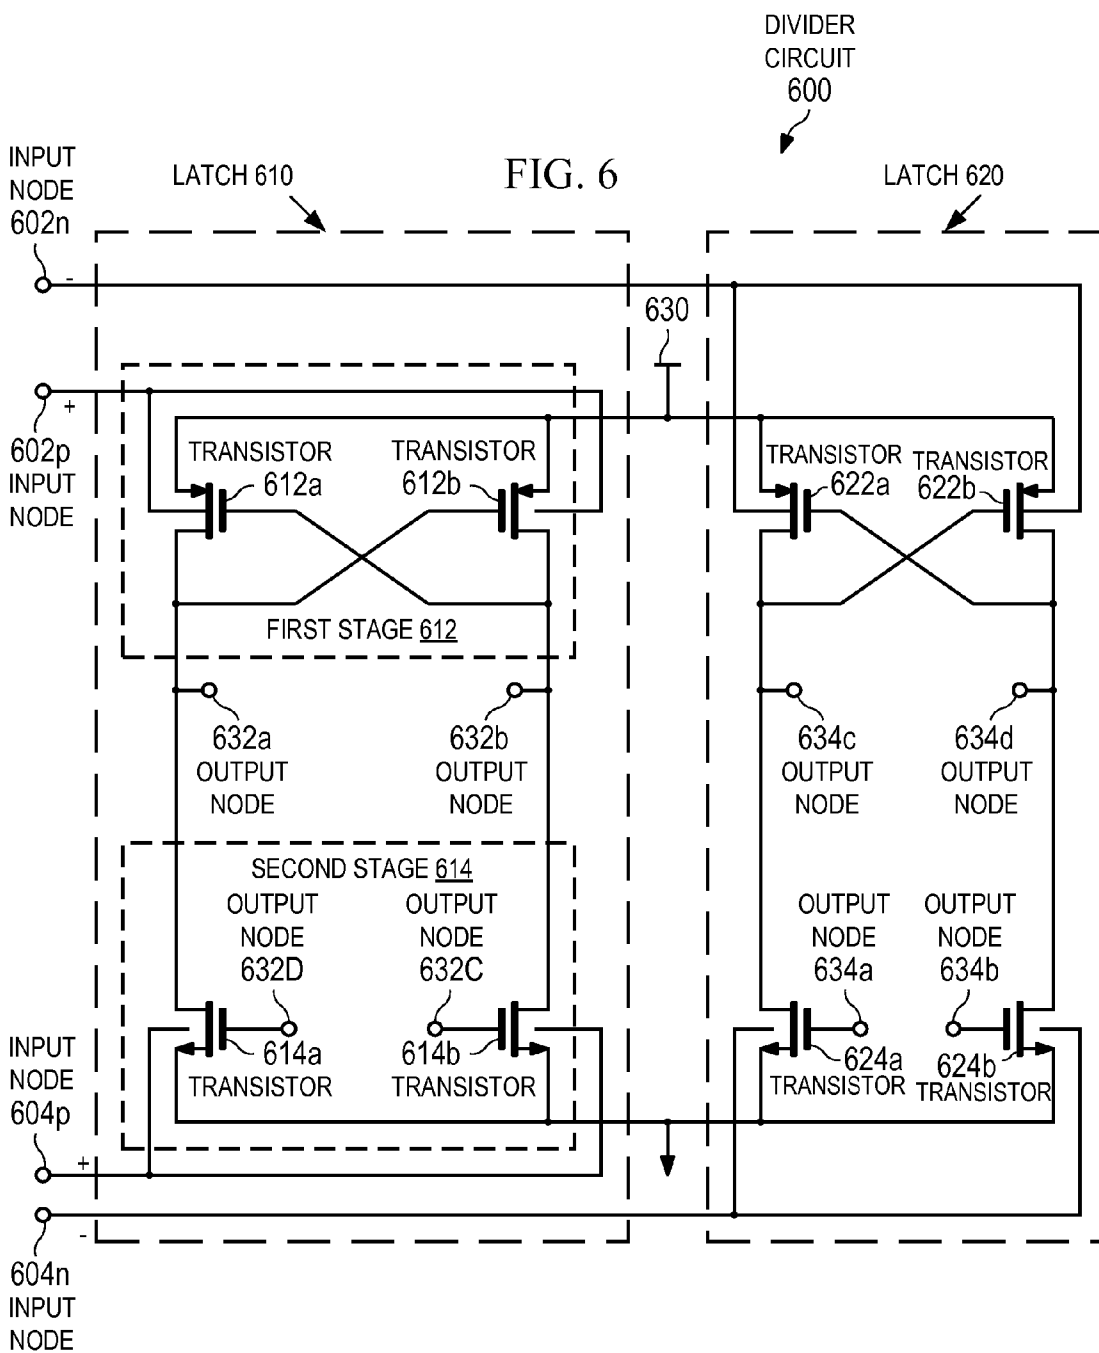 DIVIDER
CIRCUIT
600
FIG. 6
LATCH 610
LATCH 620
INPUT
NODE
602n
-
630
+
602p
INPUT
NODE
TRANSISTOR
612a
TRANSISTOR
612b
TRANSISTOR
622a
TRANSISTOR
622b
FIRST STAGE 612
632a
OUTPUT
NODE
632b
OUTPUT
NODE
634c
OUTPUT
NODE
634d
OUTPUT
NODE
SECOND STAGE 614
OUTPUT
NODE
632D
OUTPUT
NODE
632C
OUTPUT
NODE
634a
OUTPUT
NODE
634b
614a
TRANSISTOR
614b
TRANSISTOR
624a
TRANSISTOR
624b
TRANSISTOR
INPUT
NODE
604p
+
-
604n
INPUT
NODE